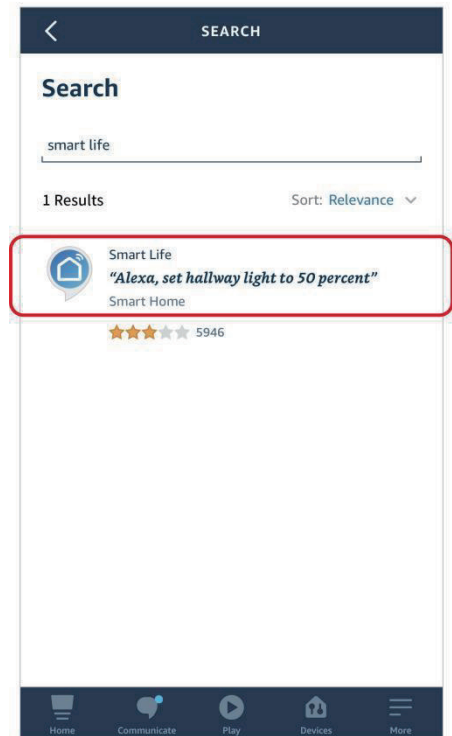 SEARCH
Search
smart life
1 Results Sort: Relevance
Smart Life
“Alexa, set hallway light to 50 percent”
Smart Home
5946
Home Communicate Play Devices More